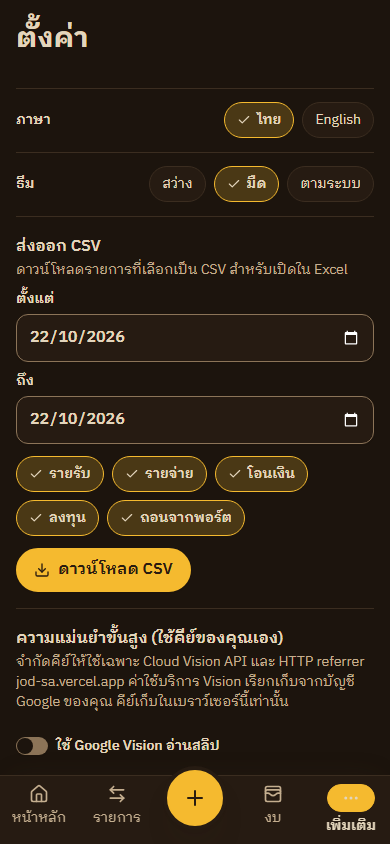 ตั้งค่า
ภาษา
ไทย
English
ธีม
สว่าง
มืด
ตามระบบ
ส่งออก CSV
ดาวน์โหลดรายการที่เลือกเป็น CSV สำหรับเปิดใน Excel
ตั้งแต่
22/10/2026
ถึง
22/10/2026
รายรับ
รายจ่าย
โอนเงิน
ลงทุน
ถอนจากพอร์ต
ดาวน์โหลด CSV
ความแม่นยำขั้นสูง (ใช้คีย์ของคุณเอง)
จำกัดคีย์ให้ใช้เฉพาะ Cloud Vision API และ HTTP referrer
jod-sa.vercel.app ค่าใช้บริการ Vision เรียกเก็บจากบัญชี
Google ของคุณ คีย์เก็บในเบราว์เซอร์นี้เท่านั้น
ใช้ Google Vision อ่านสลิป
หน้าหลัก
รายการ
งบ
เพิ่มเติม